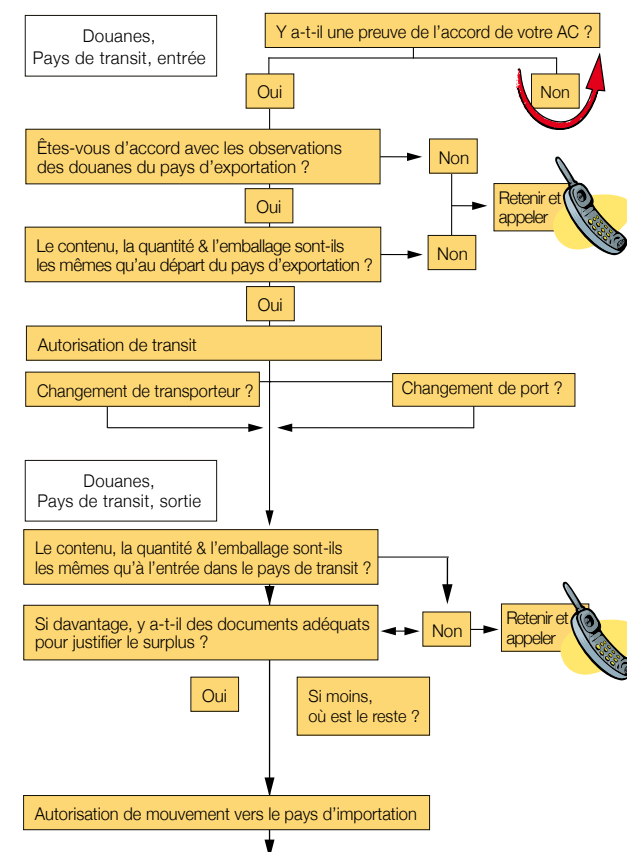 Douanes,
Pays de transit, entrée
Y a-t-il une preuve de l'accord de votre AC ?
Oui
Non
Êtes-vous d'accord avec les observations
des douanes du pays d'exportation ?
Non
Oui
Retenir et
appeler
Le contenu, la quantité & l'emballage sont-ils
les mêmes qu'au départ du pays d'exportation ?
Non
Oui
Autorisation de transit
Changement de transporteur ?
Changement de port ?
Douanes,
Pays de transit, sortie
Le contenu, la quantité & l'emballage sont-ils
les mêmes qu'à l'entrée dans le pays de transit ?
Si davantage, y a-t-il des documents adéquats
pour justifier le surplus ?
Non
Retenir et
appeler
Oui
Si moins,
où est le reste ?
Autorisation de mouvement vers le pays d'importation